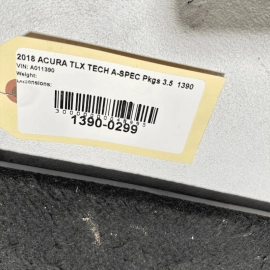 2018 ACURA TLX TECH A-SPEC Pkgs 3.5 1390
VIN: A011390
Weight:
Dimensions:
1390-0299